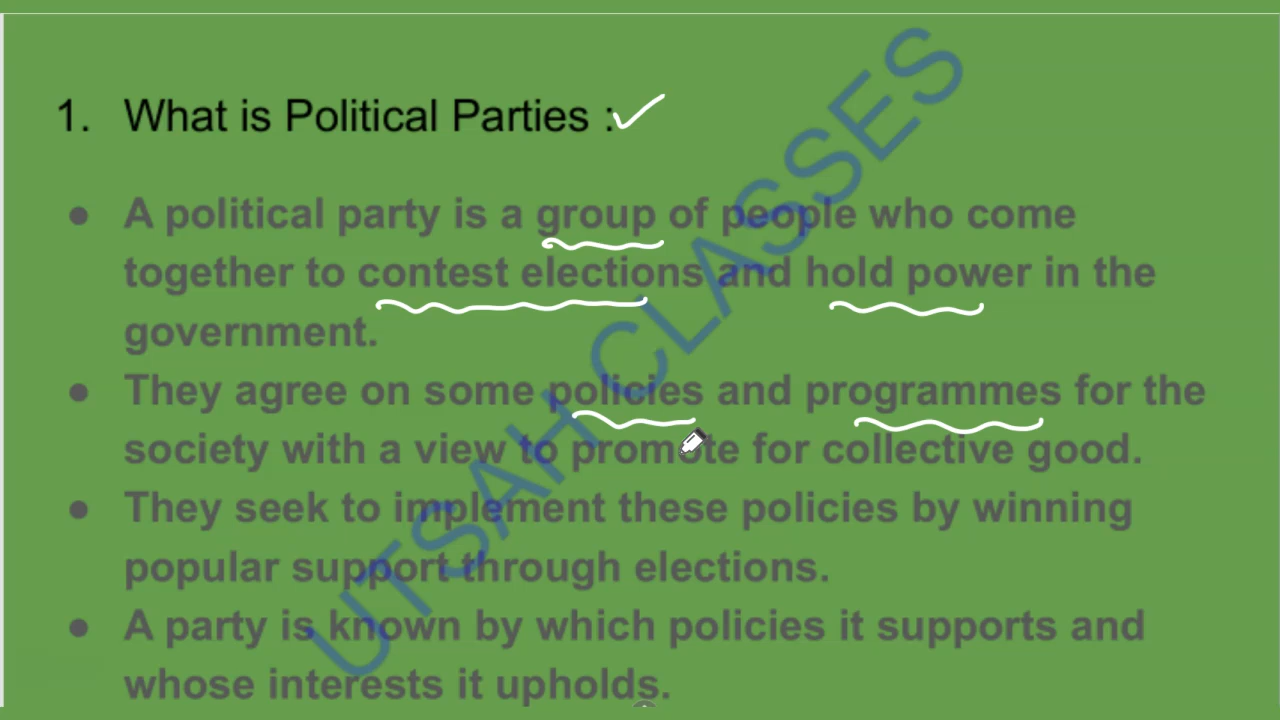 1. What is Political Parties :
● A political party is a group of people who come
together to contest elections and hold power in the
government.
● They agree on some policies and programmes for the
society with a view to promote for collective good.
● They seek to implement these policies by winning
popular support through elections.
● A party is known by which policies it supports and
whose interests it upholds.
UTSAH CLASSES